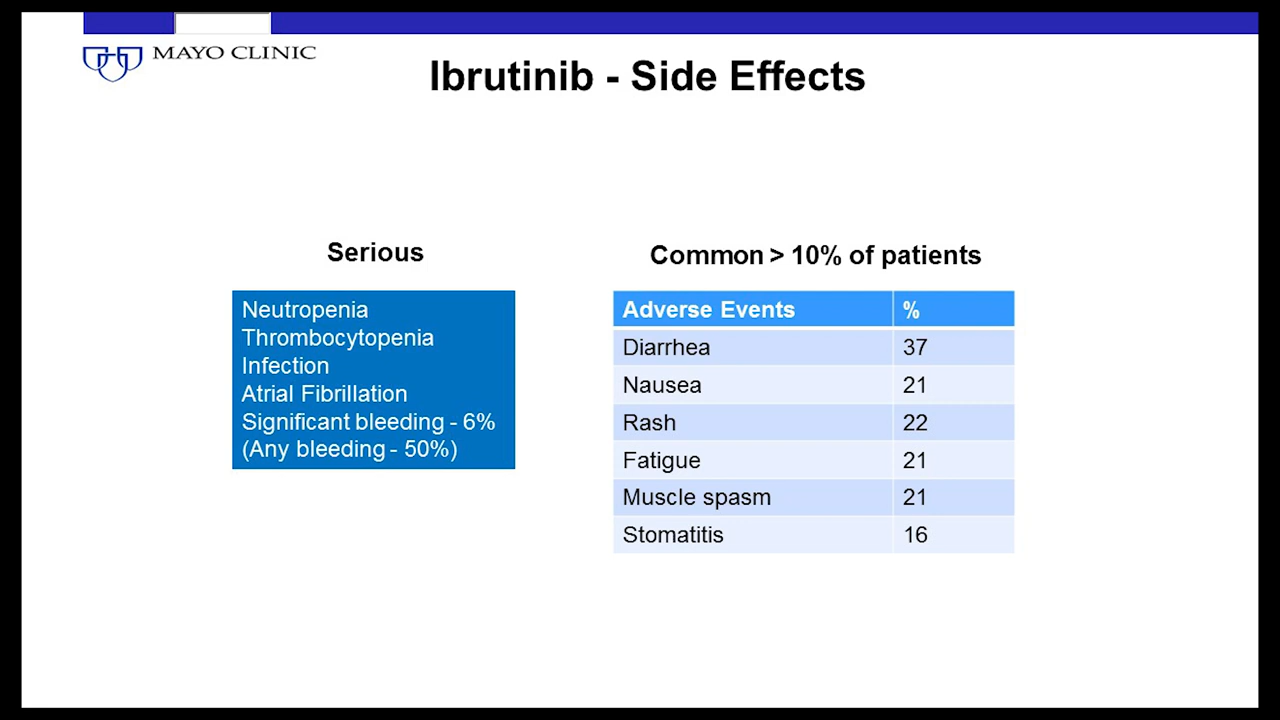 MAYO CLINIC
Ibrutinib - Side Effects
Serious
Neutropenia
Thrombocytopenia
Infection
Atrial Fibrillation
Significant bleeding - 6%
(Any bleeding - 50%)
Common > 10% of patients
Adverse Events %
Diarrhea 37
Nausea 21
Rash 22
Fatigue 21
Muscle spasm 21
Stomatitis 16